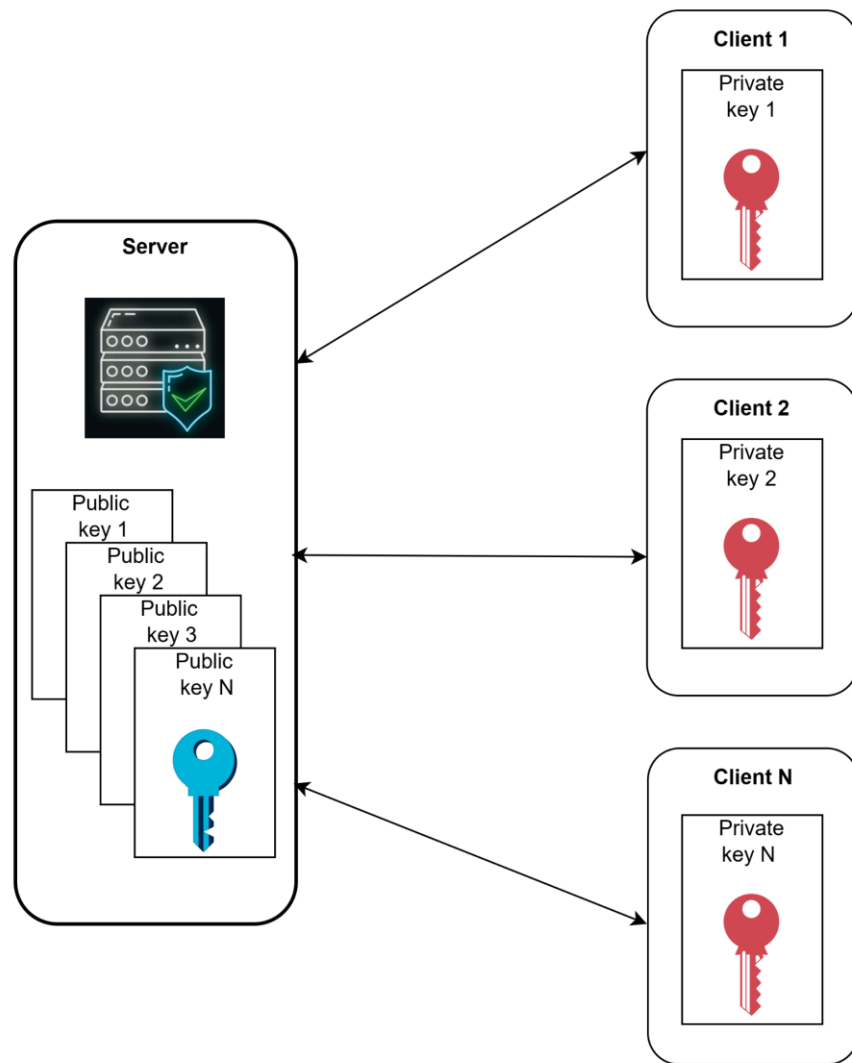 Server
Public
key 1
Public
key 2
Public
key 3
Public
key N
Client 1
Private
key 1
Client 2
Private
key 2
Client N
Private
key N